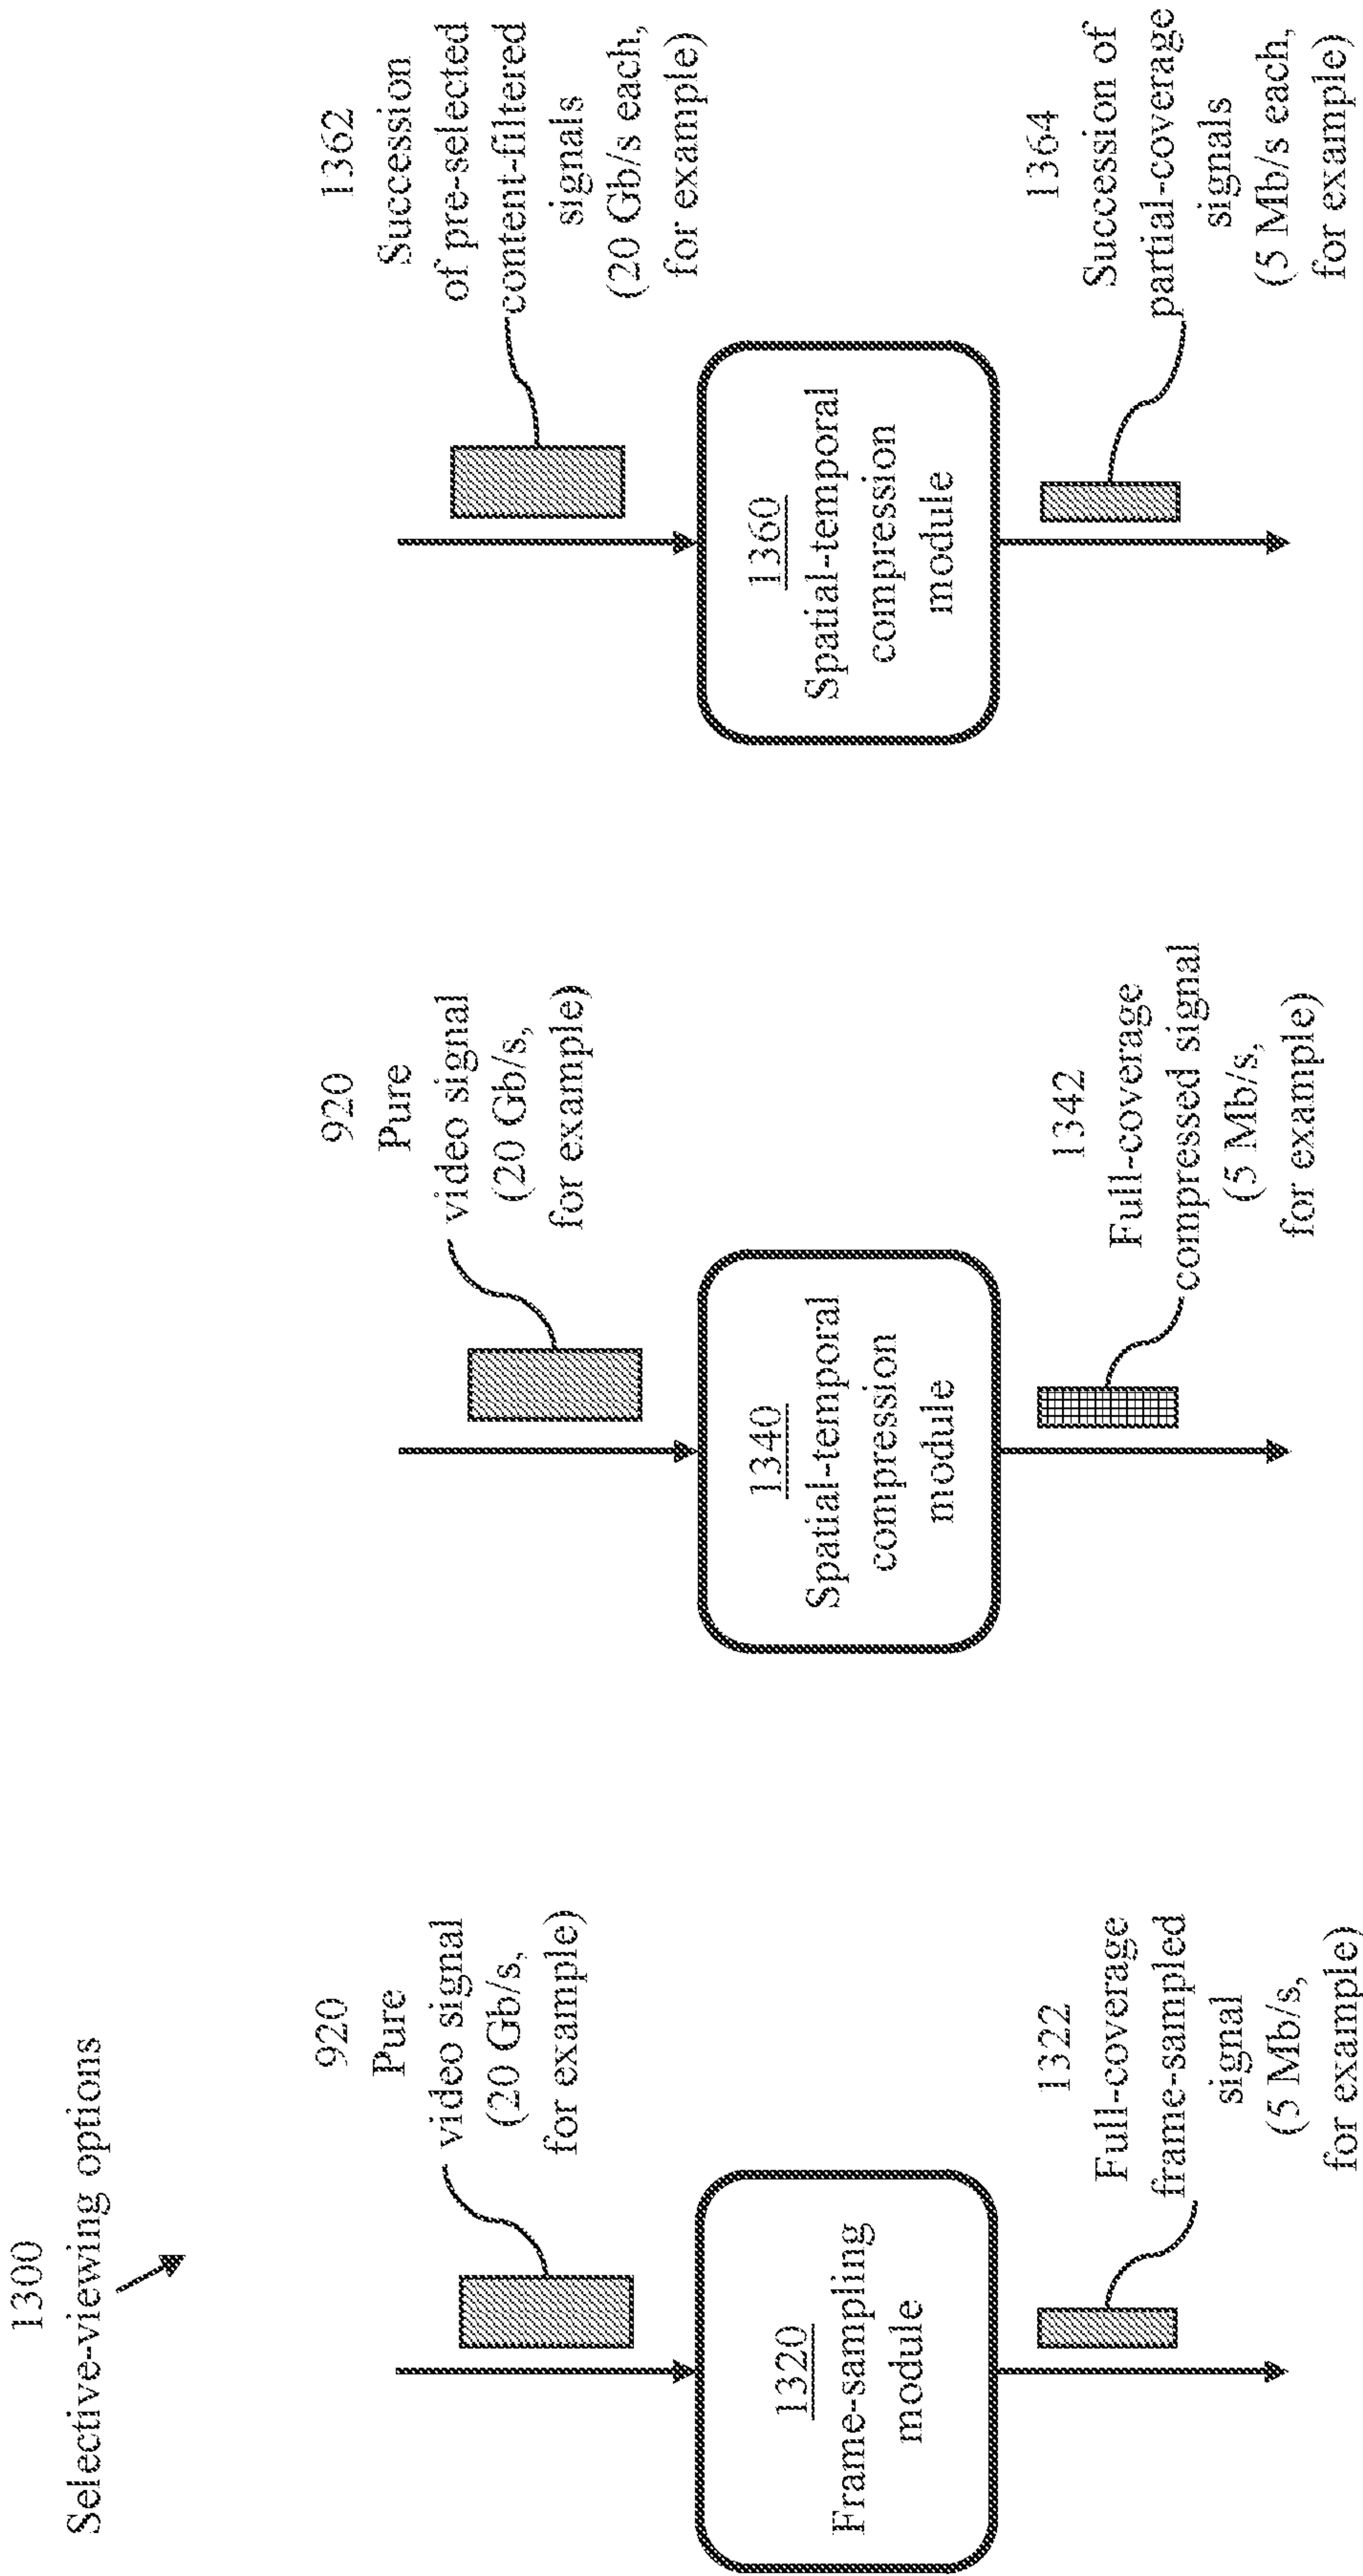 1300
Selective-viewing options
920
Pure
video signal
(20 Gb/s,
for example)
1320
Frame-sampling
module
1322
Full-coverage
frame-sampled
signal
(5 Mb/s,
for example)
920
Pure
video signal
(20 Gb/s,
for example)
1340
Spatial-temporal
compression
module
1342
Full-coverage
compressed signal
(5 Mb/s,
for example)
1362
Succession
of pre-selected
content-filtered
signals
(20 Gb/s each,
for example)
1360
Spatial-temporal
compression
module
1364
Succession of
partial-coverage
signals
(5 Mb/s each,
for example)